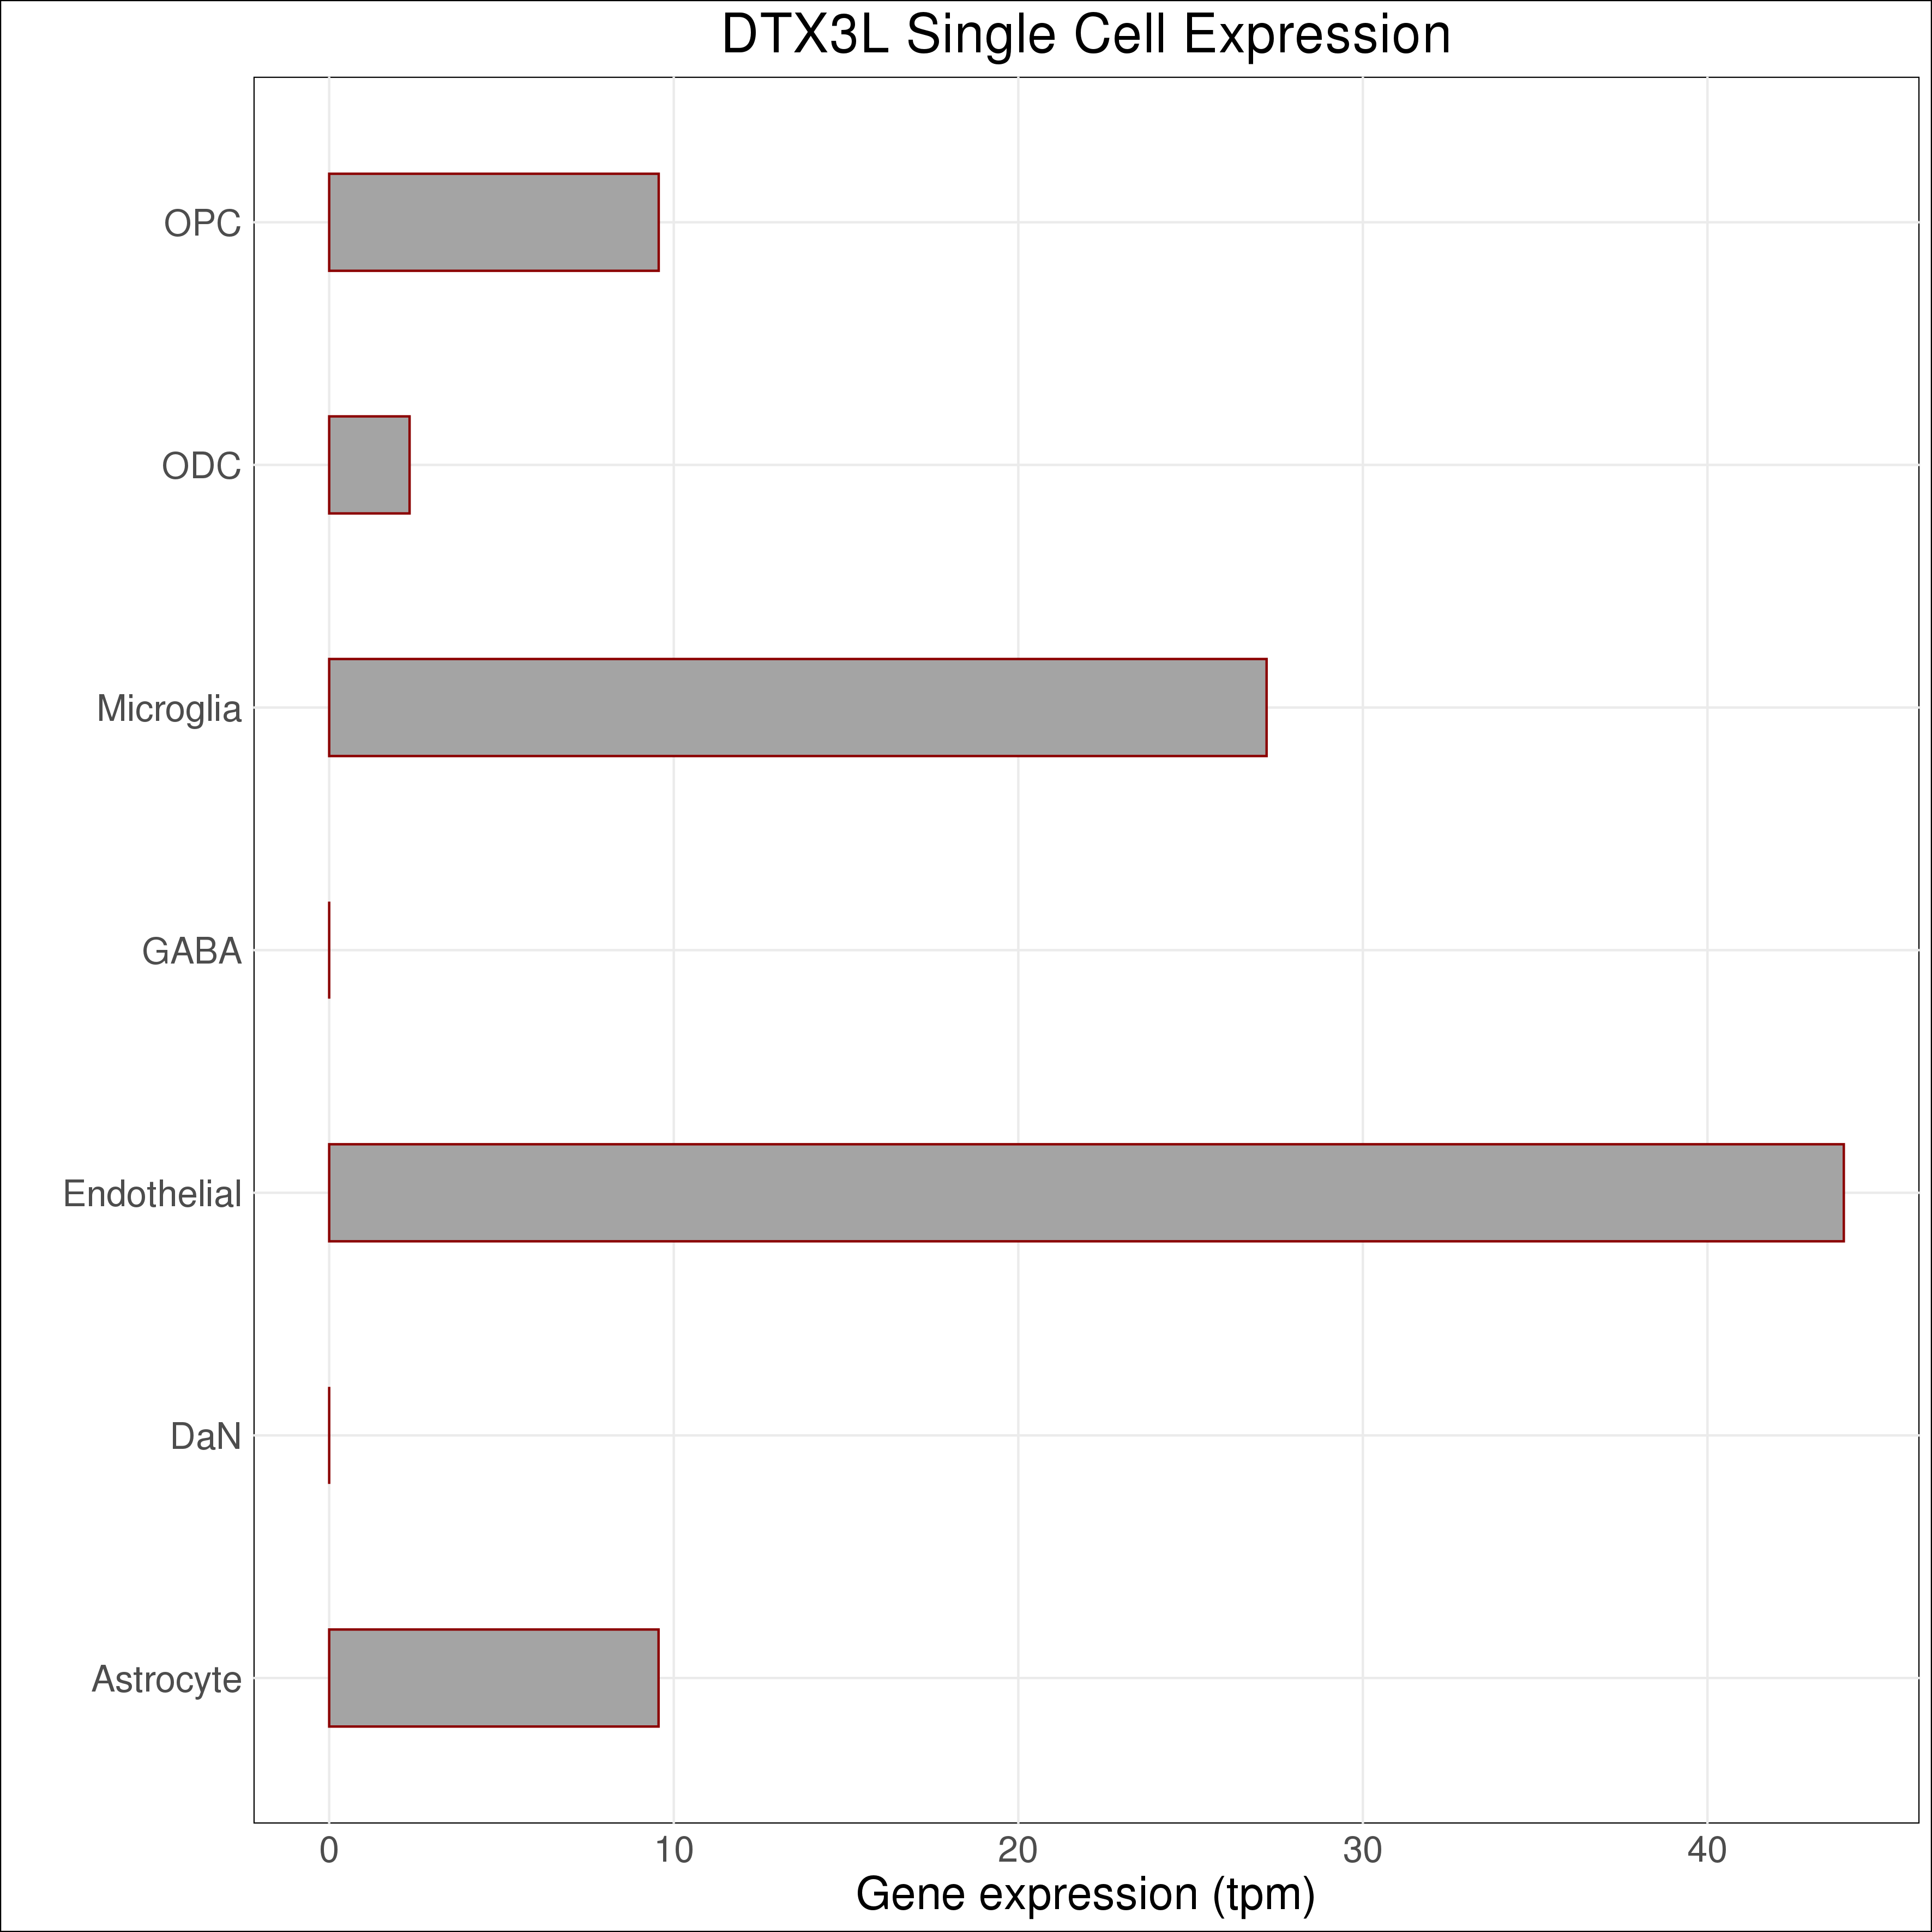 DTX3L Single Cell Expression
OPC
ODC
Microglia
GABA
Endothelial
DaN
Astrocyte
0 10 20 30 40
Gene expression (tpm)